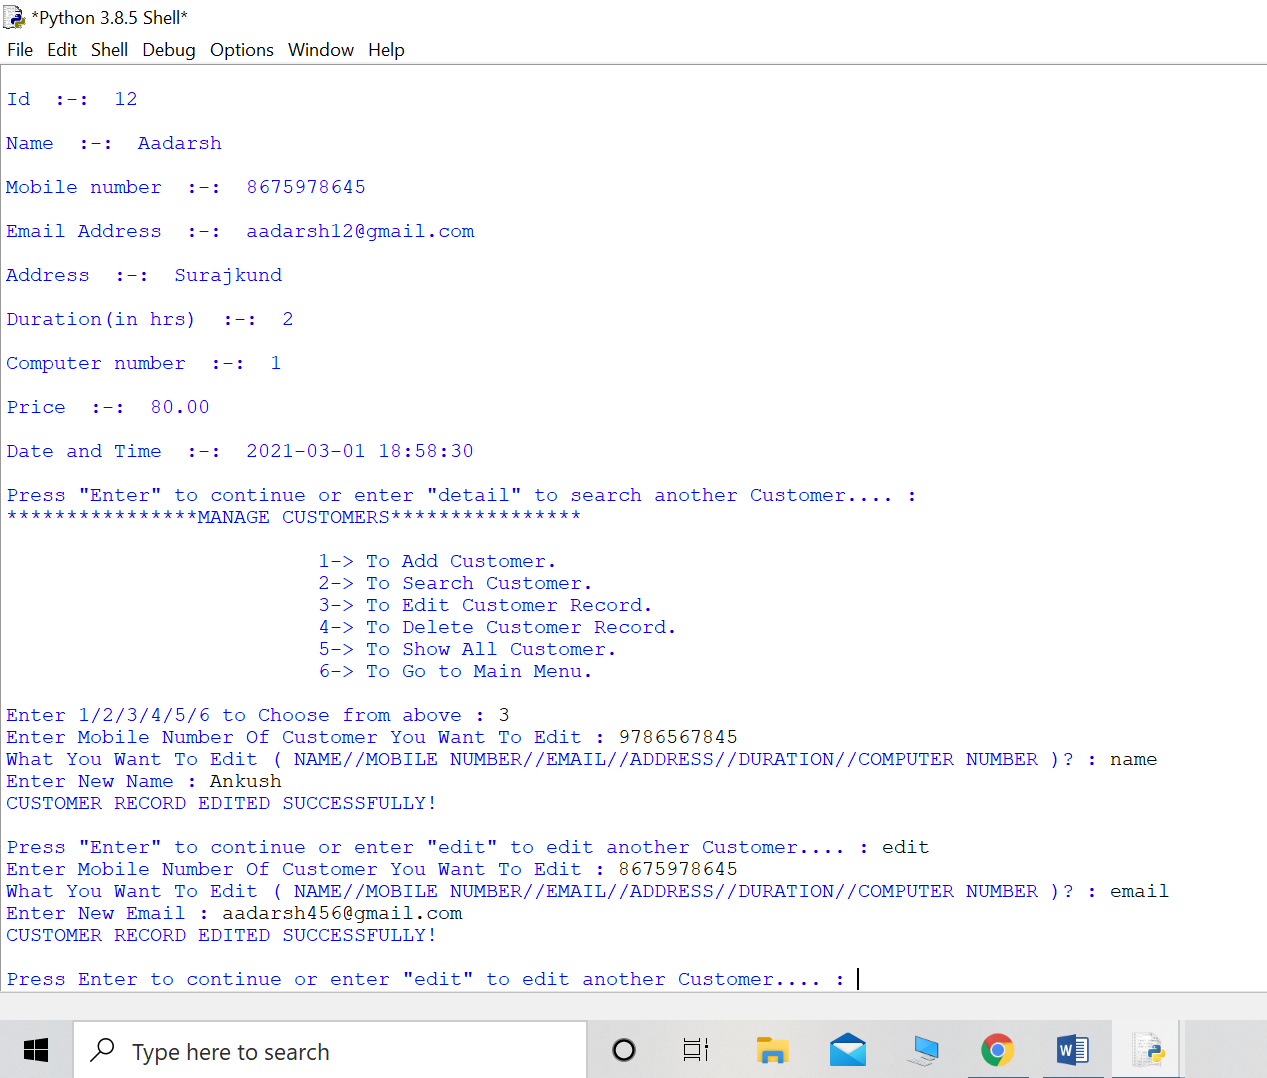 *Python 3.8.5 Shell*
File Edit Shell Debug Options Window Help
Id  :-:  12
Name  :-:  Aadarsh
Mobile number  :-:  8675978645
Email Address  :-:  aadarsh12@gmail.com
Address  :-:  Surajkund
Duration(in hrs)  :-:  2
Computer number  :-:  1
Price  :-:  80.00
Date and Time  :-:  2021-03-01 18:58:30
Press "Enter" to continue or enter "detail" to search another Customer.... :
****************MANAGE CUSTOMERS****************
1-> To Add Customer.
2-> To Search Customer.
3-> To Edit Customer Record.
4-> To Delete Customer Record.
5-> To Show All Customer.
6-> To Go to Main Menu.
Enter 1/2/3/4/5/6 to Choose from above : 3
Enter Mobile Number Of Customer You Want To Edit : 9786567845
What You Want To Edit ( NAME//MOBILE NUMBER//EMAIL//ADDRESS//DURATION//COMPUTER NUMBER )? : name
Enter New Name : Ankush
CUSTOMER RECORD EDITED SUCCESSFULLY!
Press "Enter" to continue or enter "edit" to edit another Customer.... : edit
Enter Mobile Number Of Customer You Want To Edit : 8675978645
What You Want To Edit ( NAME//MOBILE NUMBER//EMAIL//ADDRESS//DURATION//COMPUTER NUMBER )? : email
Enter New Email : aadarsh456@gmail.com
CUSTOMER RECORD EDITED SUCCESSFULLY!
Press Enter to continue or enter "edit" to edit another Customer.... :
Type here to search
W